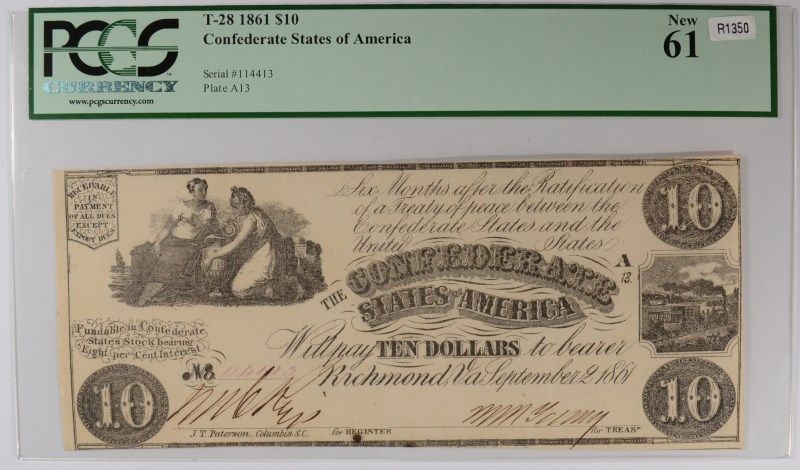 PCGS
CURRENCY
™
www.pcgscurrency.com
T-28 1861 $10
Confederate States of America
Serial #114413
Plate A13
New
61
R1350
RECEIVABLE
IN
PAYMENT
OF ALL DUES
EXCEPT
EXPORT DUES
Six Months after the Ratification
of a Treaty of peace between the
Confederate States and the
United States
THE CONFEDERATE
STATES OF AMERICA
10
A
13.
Fundable in Confederate
States Stock bearing
Eight per Cent Interest
Will pay TEN DOLLARS to bearer
No 114413
Richmond, Va. September 2, 1861
10
10
J.T. Paterson, Columbia S.C.
for REGISTER
for TREASR